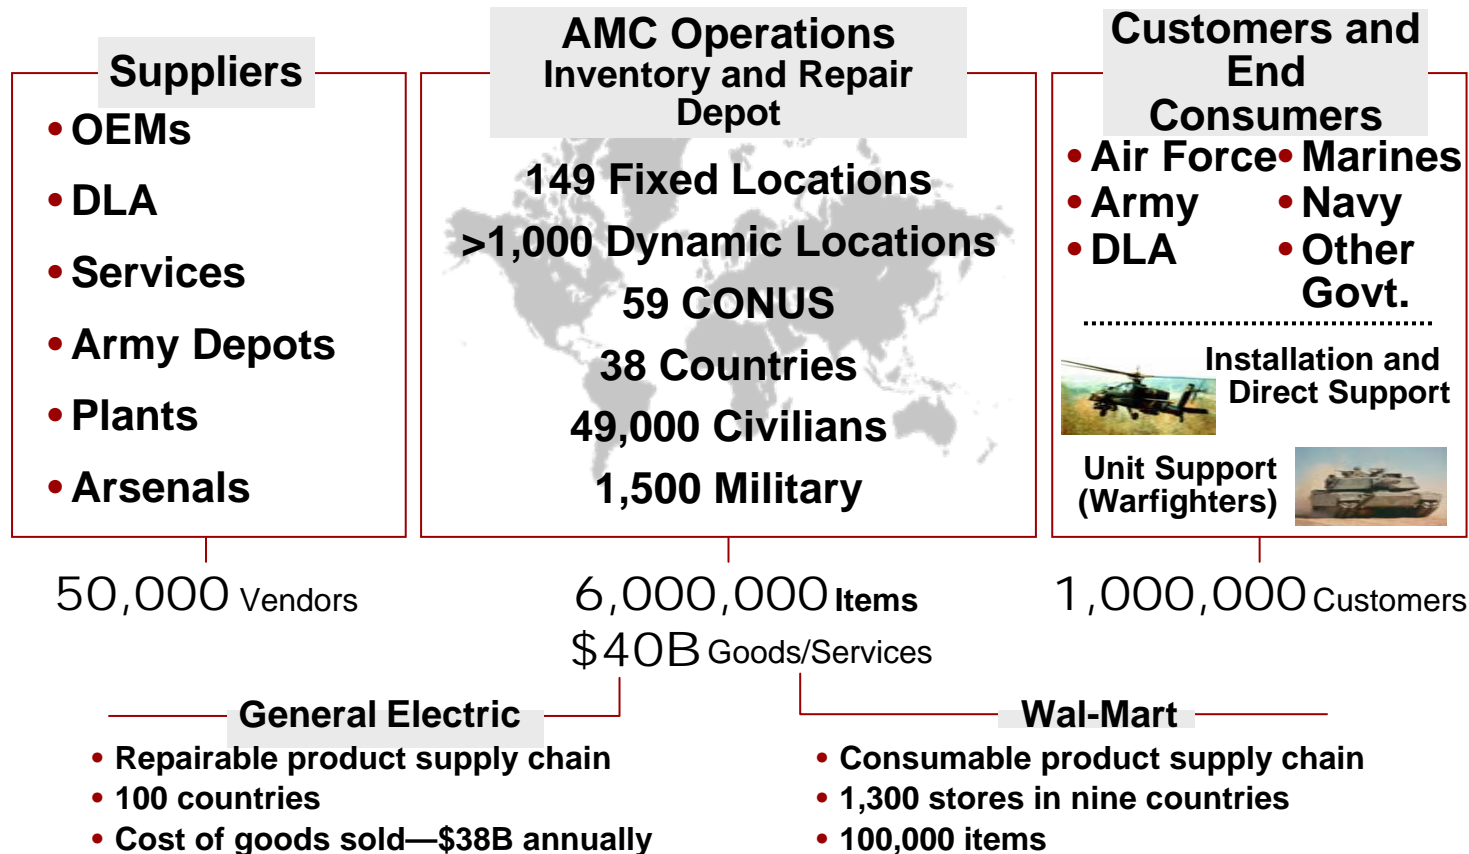 Suppliers
• OEMs
• DLA
• Services
• Army Depots
• Plants
• Arsenals
AMC Operations
Inventory and Repair
Depot
149 Fixed Locations
>1,000 Dynamic Locations
59 CONUS
38 Countries
49,000 Civilians
1,500 Military
Customers and
End
Consumers
• Air Force
• Army
• DLA
• Marines
• Navy
• Other
Govt.
Installation and
Direct Support
Unit Support
(Warfighters)
50,000 Vendors
6,000,000 Items
$40B Goods/Services
1,000,000 Customers
General Electric
• Repairable product supply chain
• 100 countries
• Cost of goods sold—$38B annually
Wal-Mart
• Consumable product supply chain
• 1,300 stores in nine countries
• 100,000 items